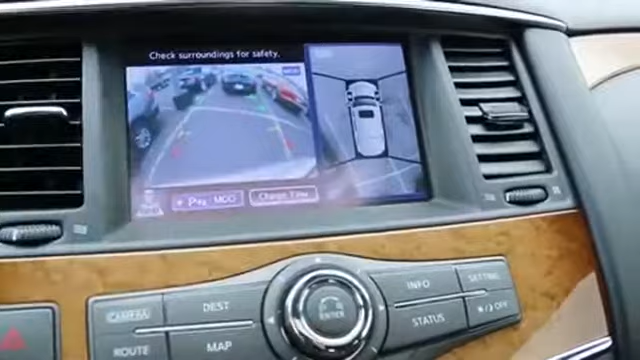 Check surroundings for safety.
P MOD
Change View
CAMERA
DEST
INFO
SETTING
ENTER
ROUTE
MAP
STATUS
OFF